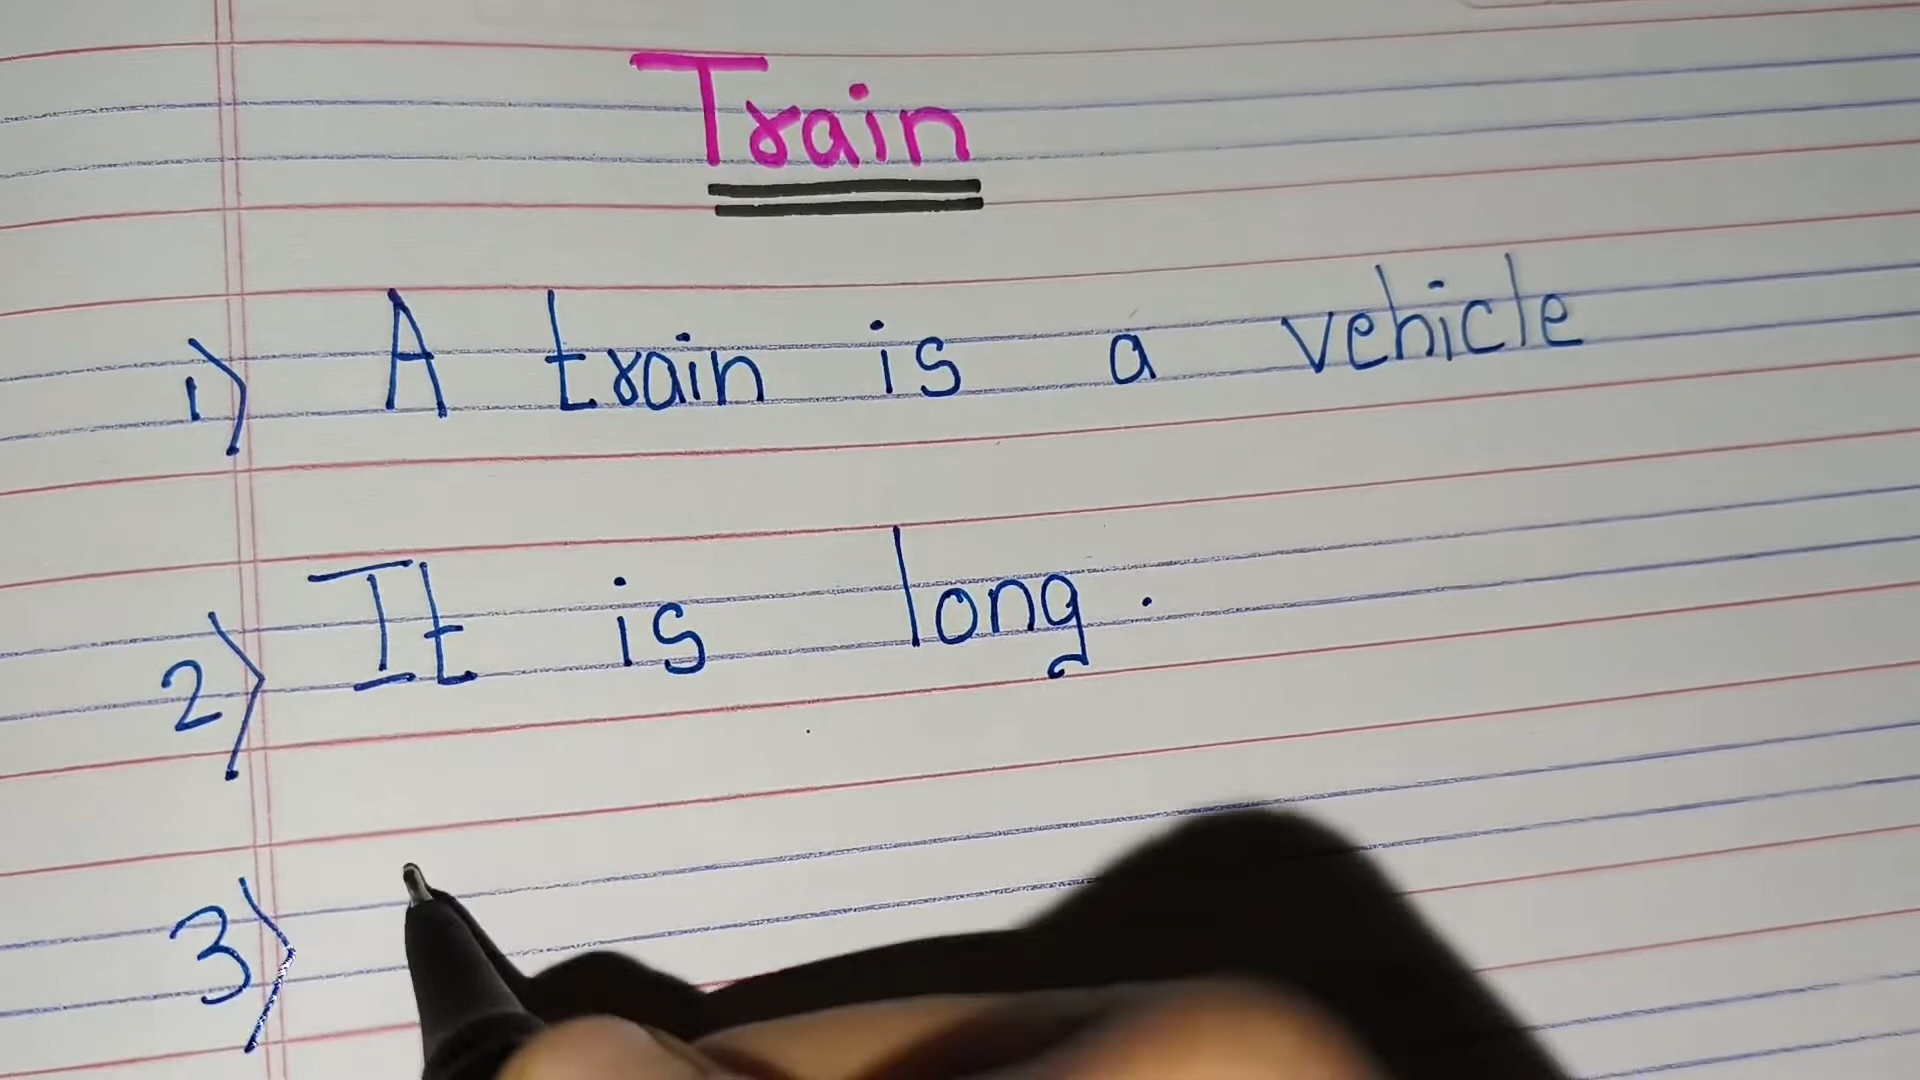 Train
1) A train is a vehicle
2) It is long.
3)